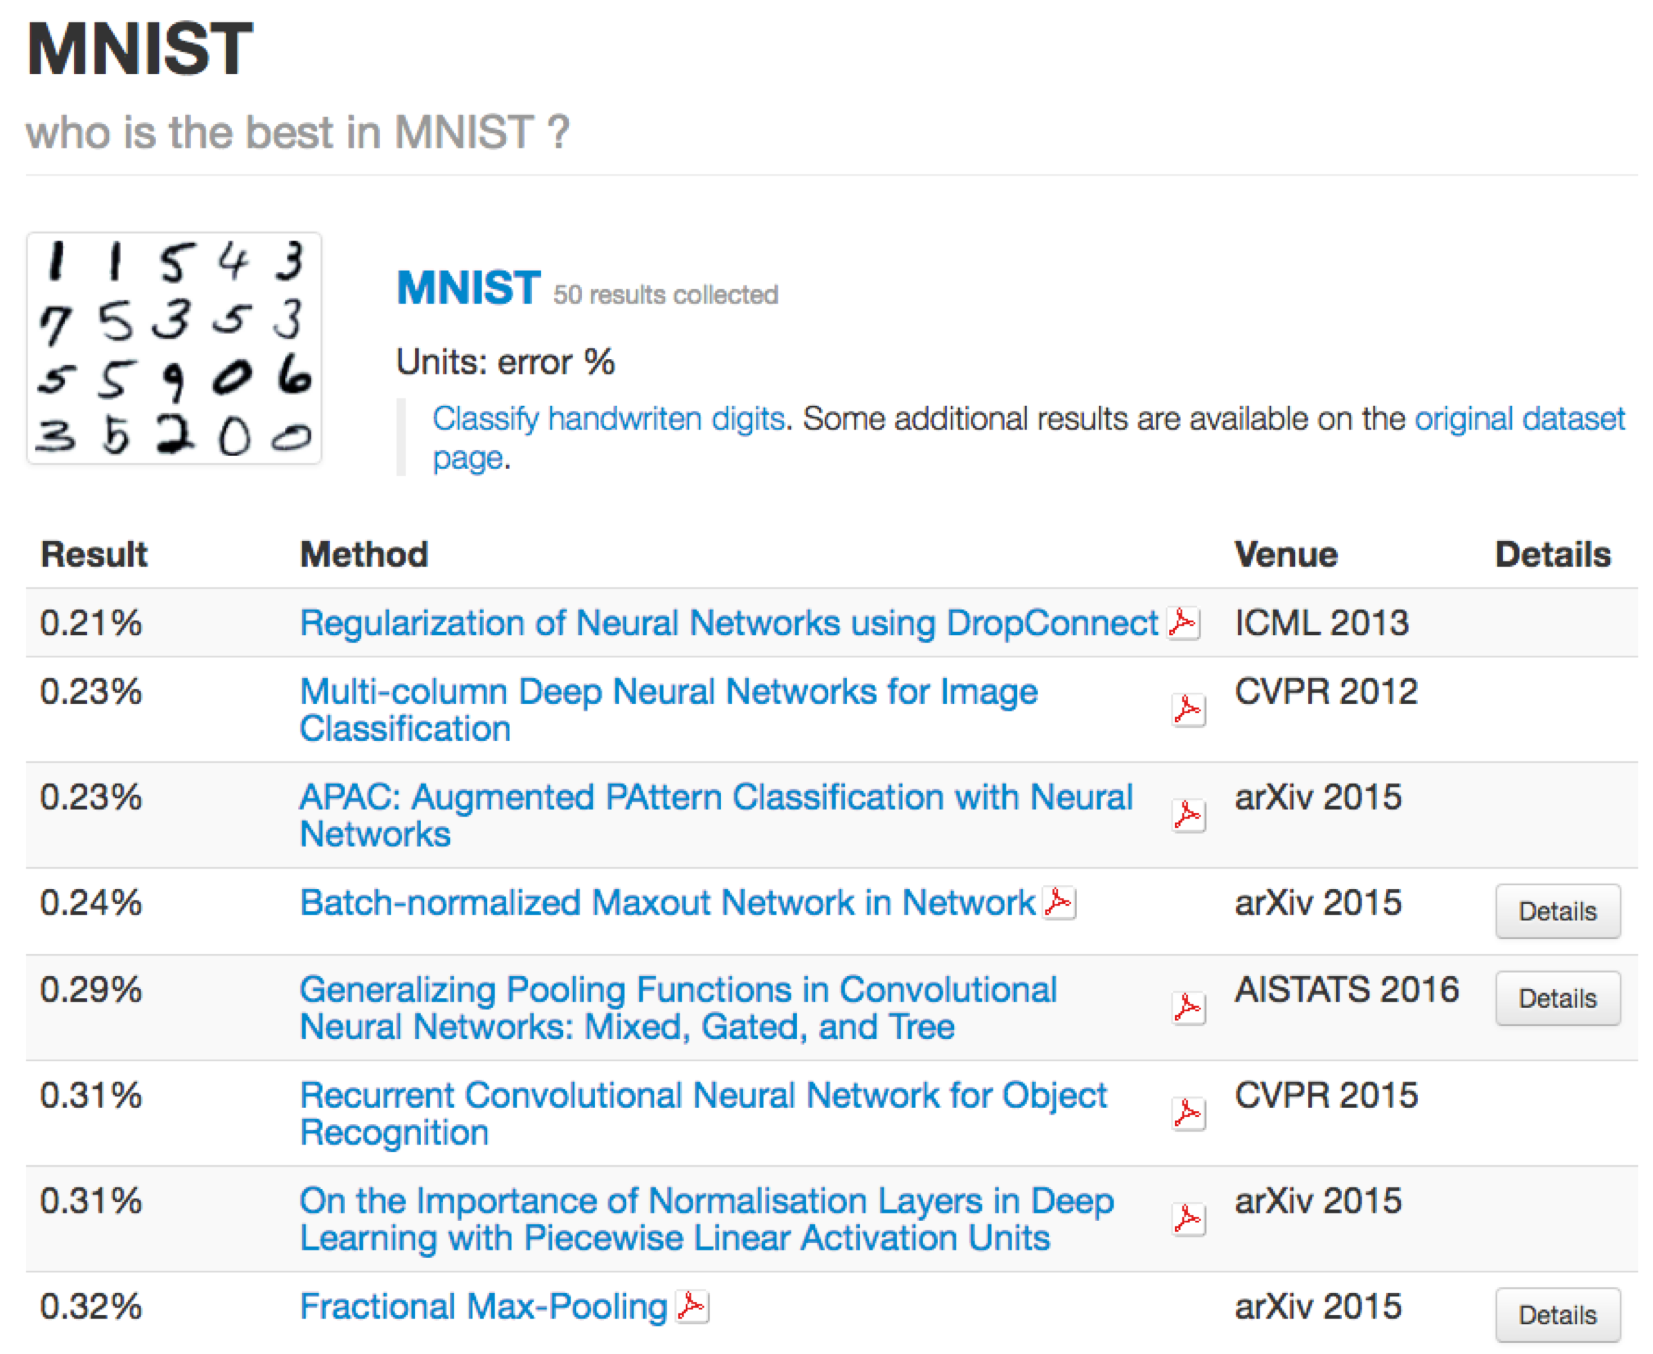 MNIST
who is the best in MNIST ?
1 1 5 4 3
7 5 3 5 3
5 5 9 0 6
3 5 2 0 0
MNIST 50 results collected
Units: error %
Classify handwriten digits. Some additional results are available on the original dataset
page.
Result Method Venue Details
0.21% Regularization of Neural Networks using DropConnect ICML 2013
0.23% Multi-column Deep Neural Networks for Image CVPR 2012
Classification
0.23% APAC: Augmented PAttern Classification with Neural arXiv 2015
Networks
0.24% Batch-normalized Maxout Network in Network arXiv 2015 Details
0.29% Generalizing Pooling Functions in Convolutional AISTATS 2016 Details
Neural Networks: Mixed, Gated, and Tree
0.31% Recurrent Convolutional Neural Network for Object CVPR 2015
Recognition
0.31% On the Importance of Normalisation Layers in Deep arXiv 2015
Learning with Piecewise Linear Activation Units
0.32% Fractional Max-Pooling arXiv 2015 Details